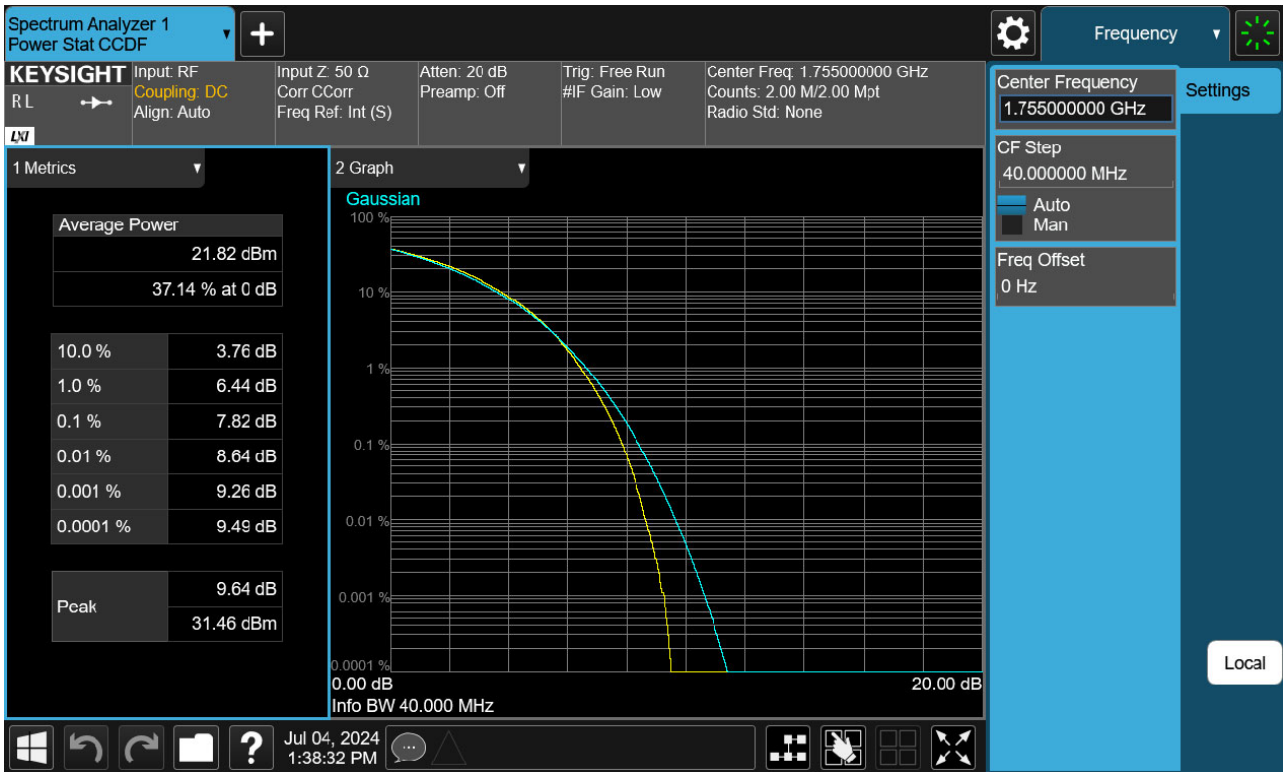 Spectrum Analyzer 1
Power Stat CCDF
Frequency
KEYSIGHT
R L
LXI
Input: RF
Coupling: DC
Align: Auto
Input Z: 50 Ω
Corr CCorr
Freq Ref: Int (S)
Atten: 20 dB
Preamp: Off
Trig: Free Run
#IF Gain: Low
Center Freq: 1.755000000 GHz
Counts: 2.00 M/2.00 Mpt
Radio Std: None
Center Frequency
1.755000000 GHz
Settings
CF Step
40.000000 MHz
Auto
Man
Freq Offset
0 Hz
Local
1 Metrics
Average Power
21.82 dBm
37.14 % at 0 dB
10.0 % 3.76 dB
1.0 % 6.44 dB
0.1 % 7.82 dB
0.01 % 8.64 dB
0.001 % 9.26 dB
0.0001 % 9.49 dB
Peak 9.64 dB
31.46 dBm
2 Graph
Gaussian
100 %
10 %
1 %
0.1 %
0.01 %
0.001 %
0.0001 %
0.00 dB 20.00 dB
Info BW 40.000 MHz
?
Jul 04, 2024
1:38:32 PM